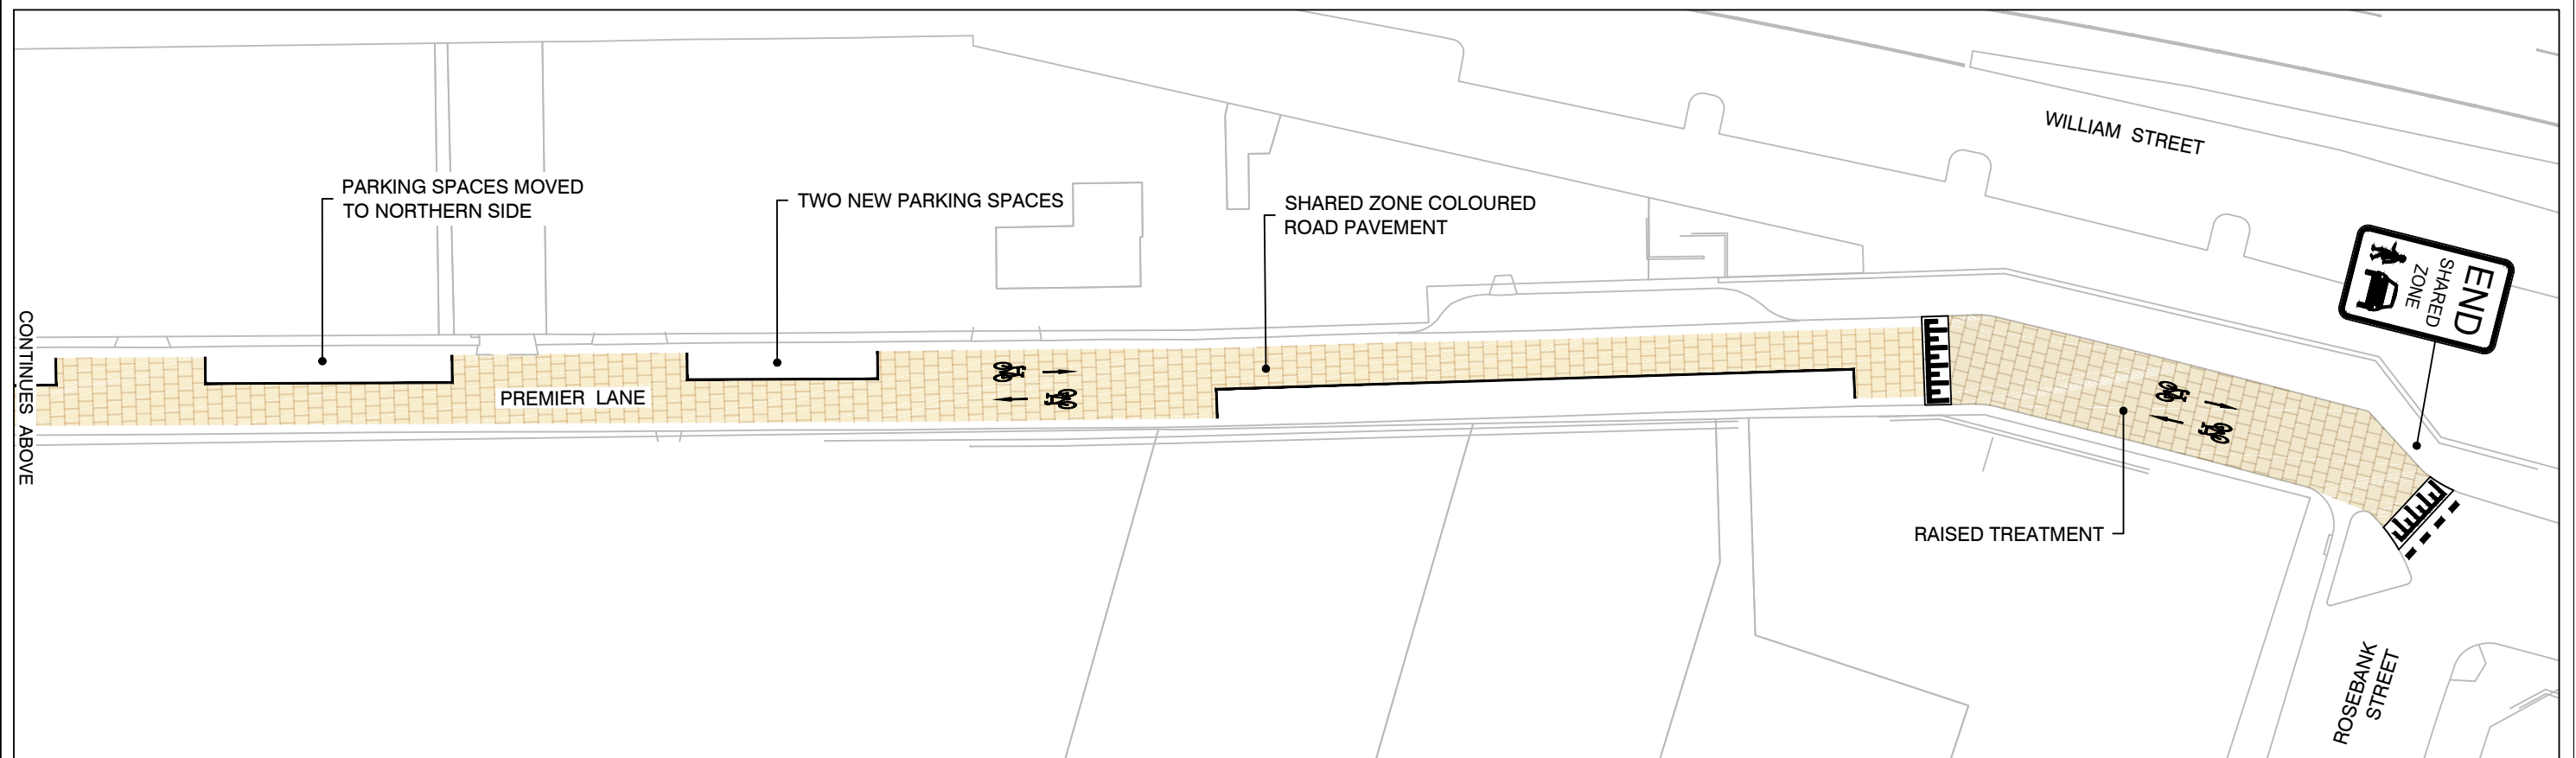 WILLIAM STREET
PARKING SPACES MOVED
TO NORTHERN SIDE
TWO NEW PARKING SPACES
SHARED ZONE COLOURED
ROAD PAVEMENT
END
SHARED
ZONE
CONTINUES ABOVE
PREMIER LANE
RAISED TREATMENT
ROSEBANK
STREET